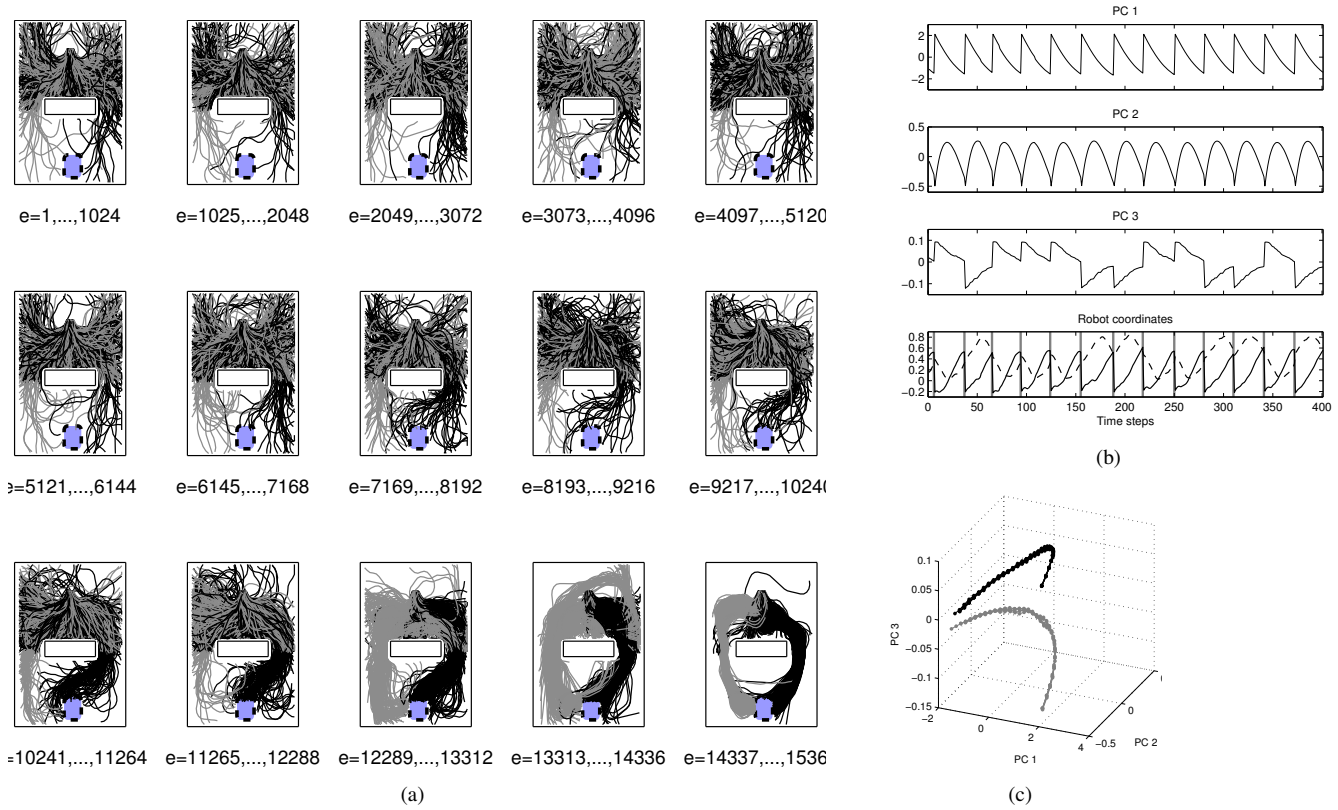 e=1,...,1024
e=1025,...,2048
e=2049,...,3072
e=3073,...,4096
e=4097,...,5120
e=5121,...,6144
e=6145,...,7168
e=7169,...,8192
e=8193,...,9216
e=9217,...,10240
=10241,...,11264
e=11265,...,12288
e=12289,...,13312
e=13313,...,14336
e=14337,...,1536
(a)
PC 1
2
0
−2
PC 2
0.5
0
−0.5
PC 3
0.1
0
−0.1
Robot coordinates
0.8
0.6
0.4
0.2
0
−0.2
0 50 100 150 200 250 300 350 400
Time steps
(b)
0.1
0.05
0
−0.05
−0.1
−0.15
PC 3
−2 0 2 4
PC 1
−0.5 0
PC 2
(c)